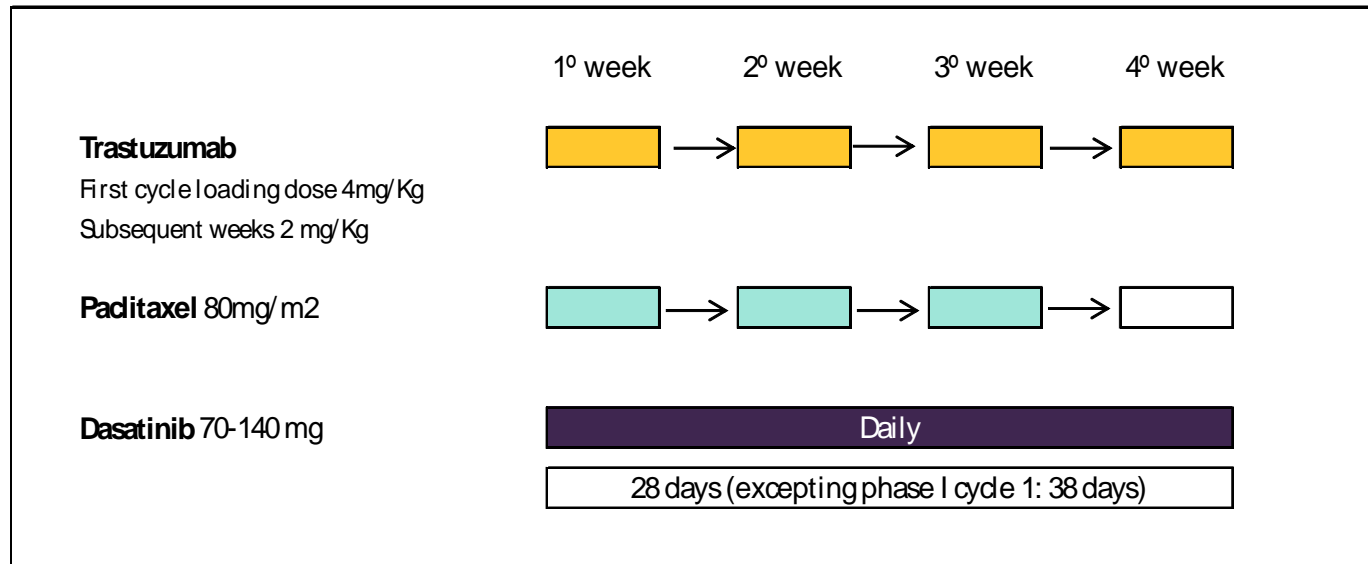 1º week 2º week 3º week 4º week
Trastuzumab
First cycle loading dose 4mg/Kg
Subsequent weeks 2 mg/Kg
Paclitaxel 80mg/m2
Dasatinib 70-140 mg
Daily
28 days (excepting phase I cycle 1: 38 days)